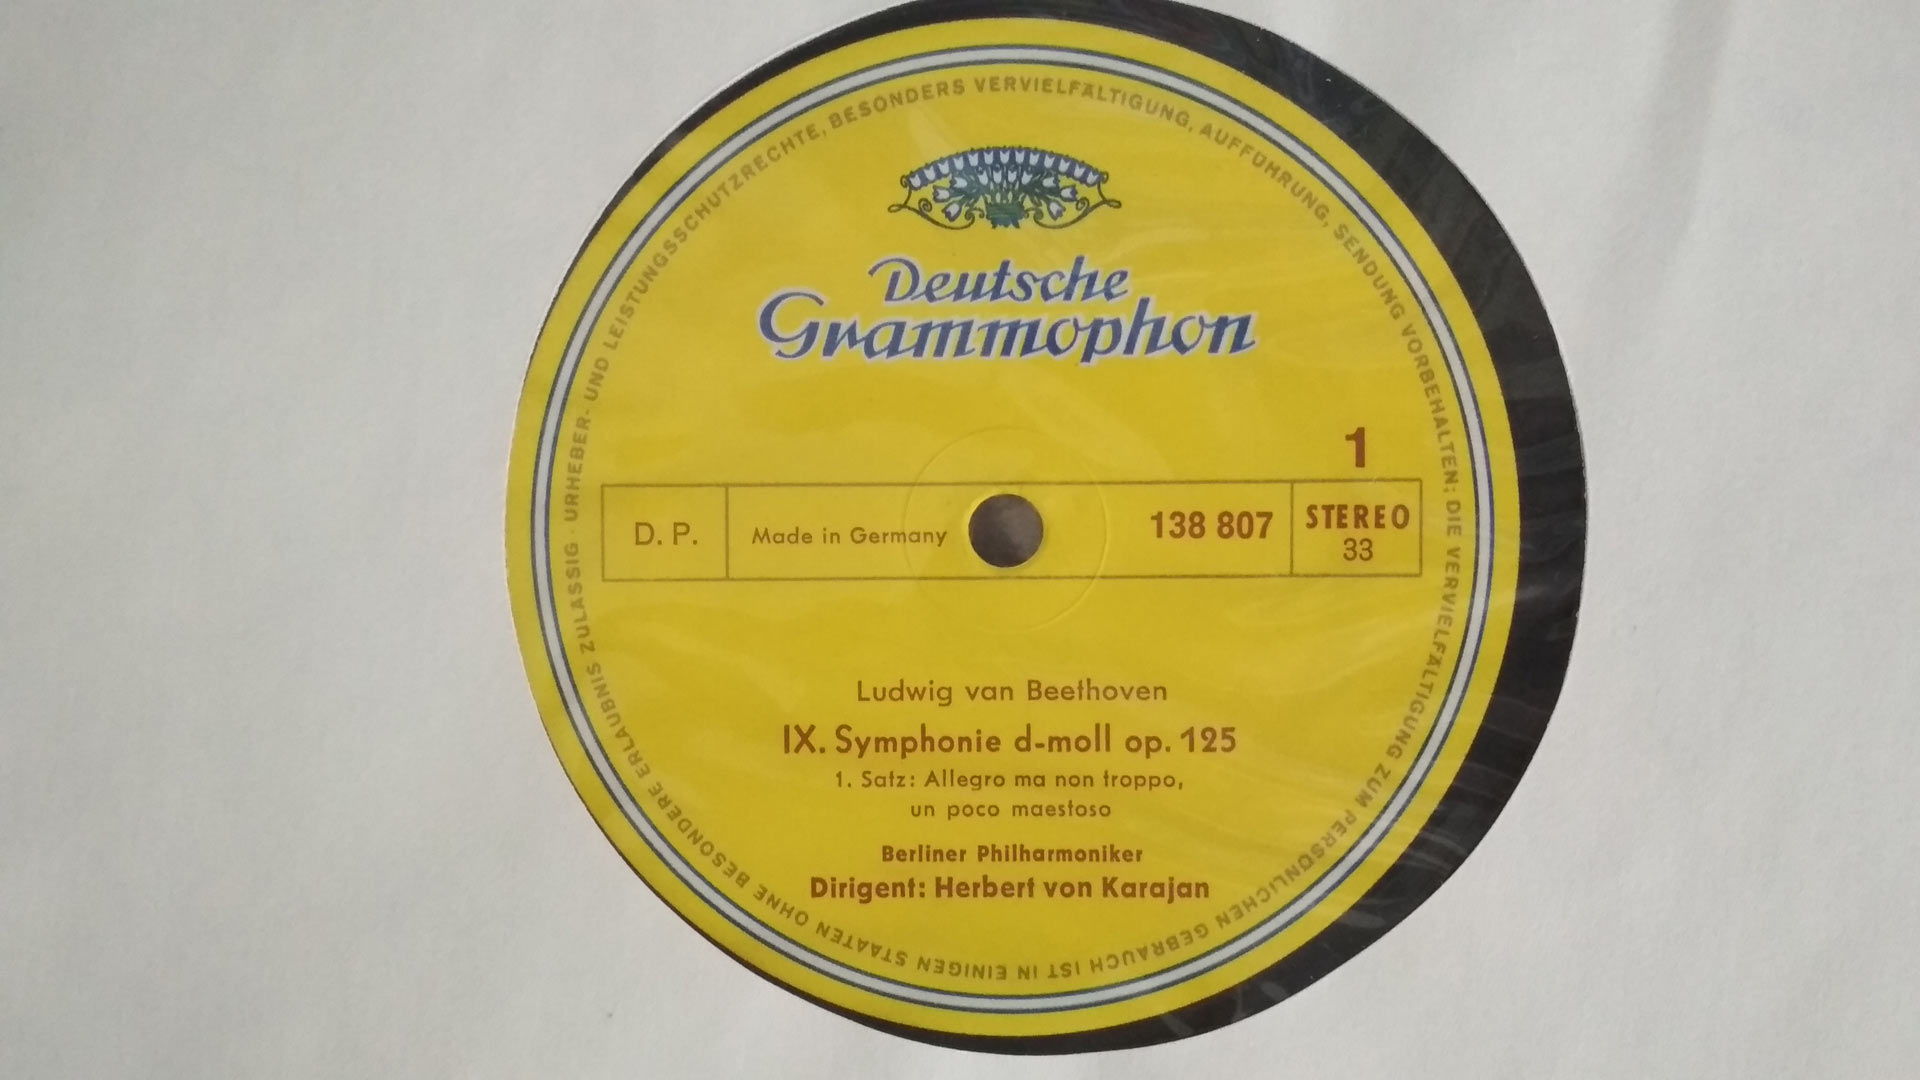 Deutsche
Grammophon
1
D. P.
Made in Germany
138 807
STEREO
33
Ludwig van Beethoven
IX. Symphonie d-moll op. 125
1. Satz: Allegro ma non troppo,
un poco maestoso
Berliner Philharmoniker
Dirigent: Herbert von Karajan
URHEBER- UND LEISTUNGSSCHUTZRECHTE, BESONDERS VERVIELFÄLTIGUNG, AUFFÜHRUNG, SENDUNG VORBEHALTEN; DIE VERVIELFÄLTIGUNG ZUM PERSÖNLICHEN GEBRAUCH IST IN EINIGEN STAATEN OHNE BESONDERE ERLAUBNIS ZULÄSSIG ·